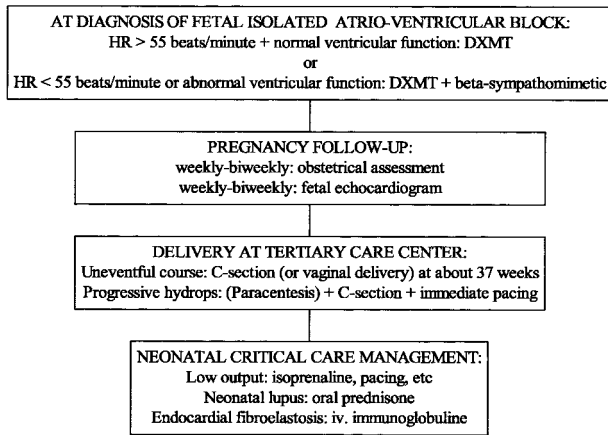 AT DIAGNOSIS OF FETAL ISOLATED ATRIO-VENTRICULAR BLOCK:
HR > 55 beats/minute + normal ventricular function: DXMT
or
HR < 55 beats/minute or abnormal ventricular function: DXMT + beta-sympathomimetic
PREGNANCY FOLLOW-UP:
weekly-biweekly: obstetrical assessment
weekly-biweekly: fetal echocardiogram
DELIVERY AT TERTIARY CARE CENTER:
Uneventful course: C-section (or vaginal delivery) at about 37 weeks
Progressive hydrops: (Paracentesis) + C-section + immediate pacing
NEONATAL CRITICAL CARE MANAGEMENT:
Low output: isoprenaline, pacing, etc
Neonatal lupus: oral prednisone
Endocardial fibroelastosis: iv. immunoglobuline